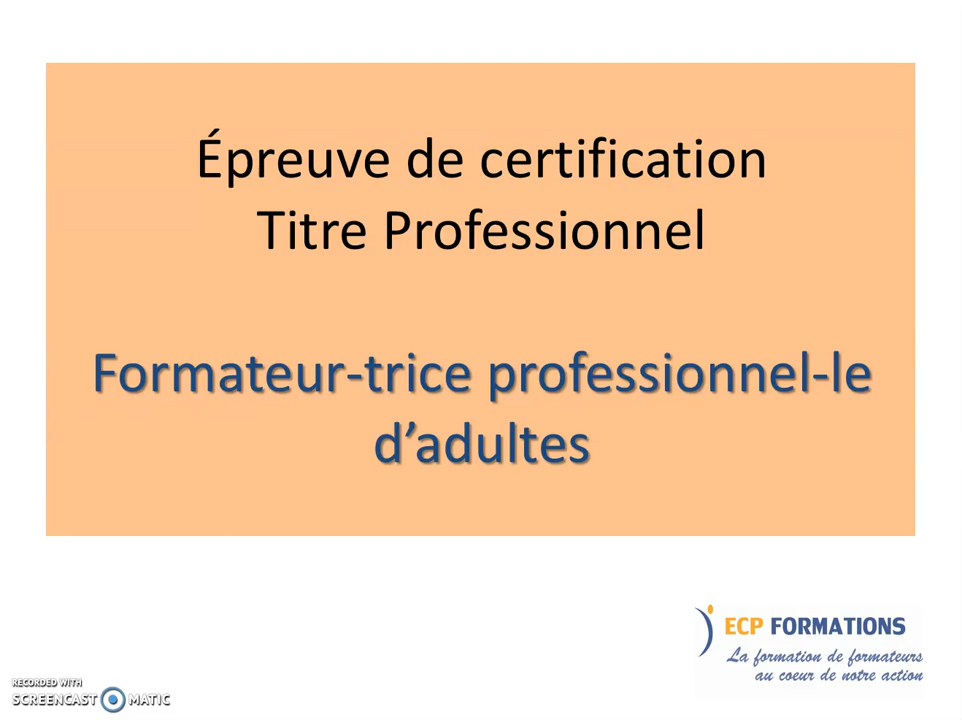 Épreuve de certification
Titre Professionnel
Formateur-trice professionnel-le
d’adultes
ECP FORMATIONS
La formation de formateurs
au coeur de notre action
RECORDED WITH
SCREENCAST MATIC